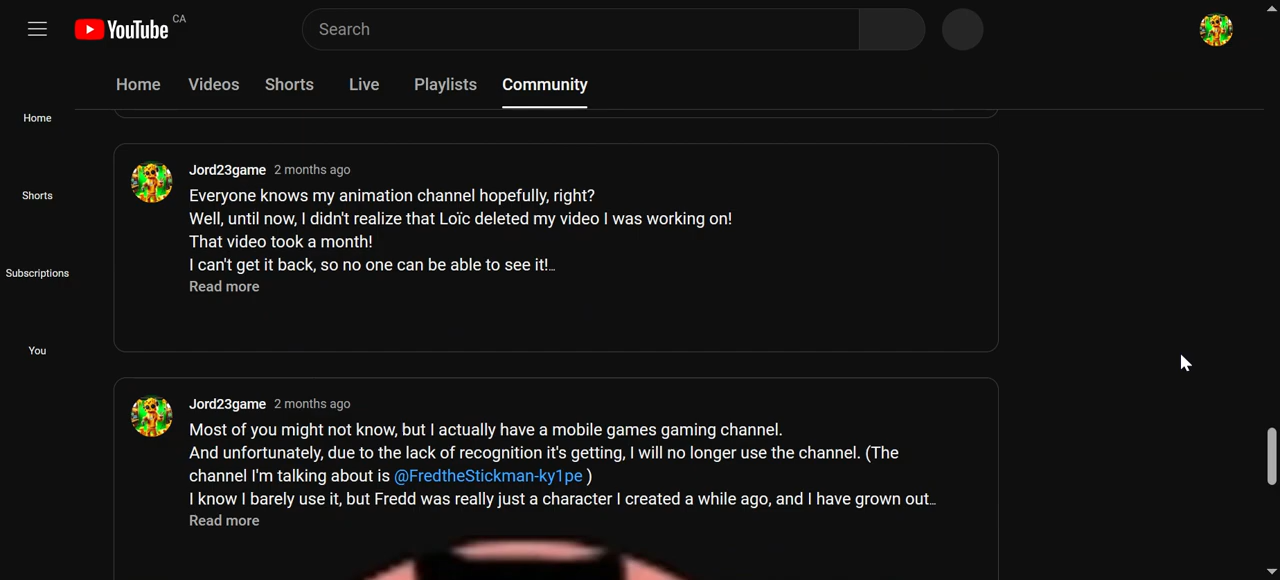 YouTube CA
Search
Home Videos Shorts Live Playlists Community
Home
Shorts
Subscriptions
You
Jord23game 2 months ago
Everyone knows my animation channel hopefully, right?
Well, until now, I didn't realize that Loïc deleted my video I was working on!
That video took a month!
I can't get it back, so no one can be able to see it!...
Read more
Jord23game 2 months ago
Most of you might not know, but I actually have a mobile games gaming channel.
And unfortunately, due to the lack of recognition it's getting, I will no longer use the channel. (The
channel I'm talking about is @FredtheStickman-ky1pe )
I know I barely use it, but Fredd was really just a character I created a while ago, and I have grown out...
Read more